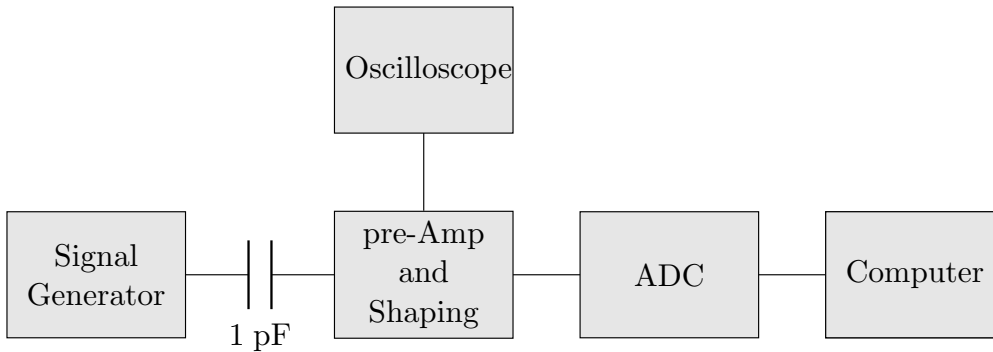 Oscilloscope
Signal
Generator
1 pF
pre-Amp
and
Shaping
ADC
Computer